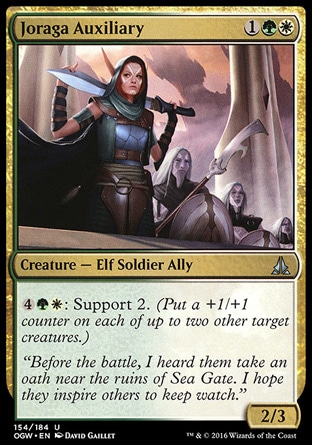 Joraga Auxiliary 1
Creature — Elf Soldier Ally
4: Support 2. (Put a +1/+1
counter on each of up to two other target
creatures.)
“Before the battle, I heard them take an
oath near the ruins of Sea Gate. I hope
they inspire others to keep watch.”
2/3
154/184 U
OGW • EN DAVID GAILLET
™ & © 2016 Wizards of the Coast